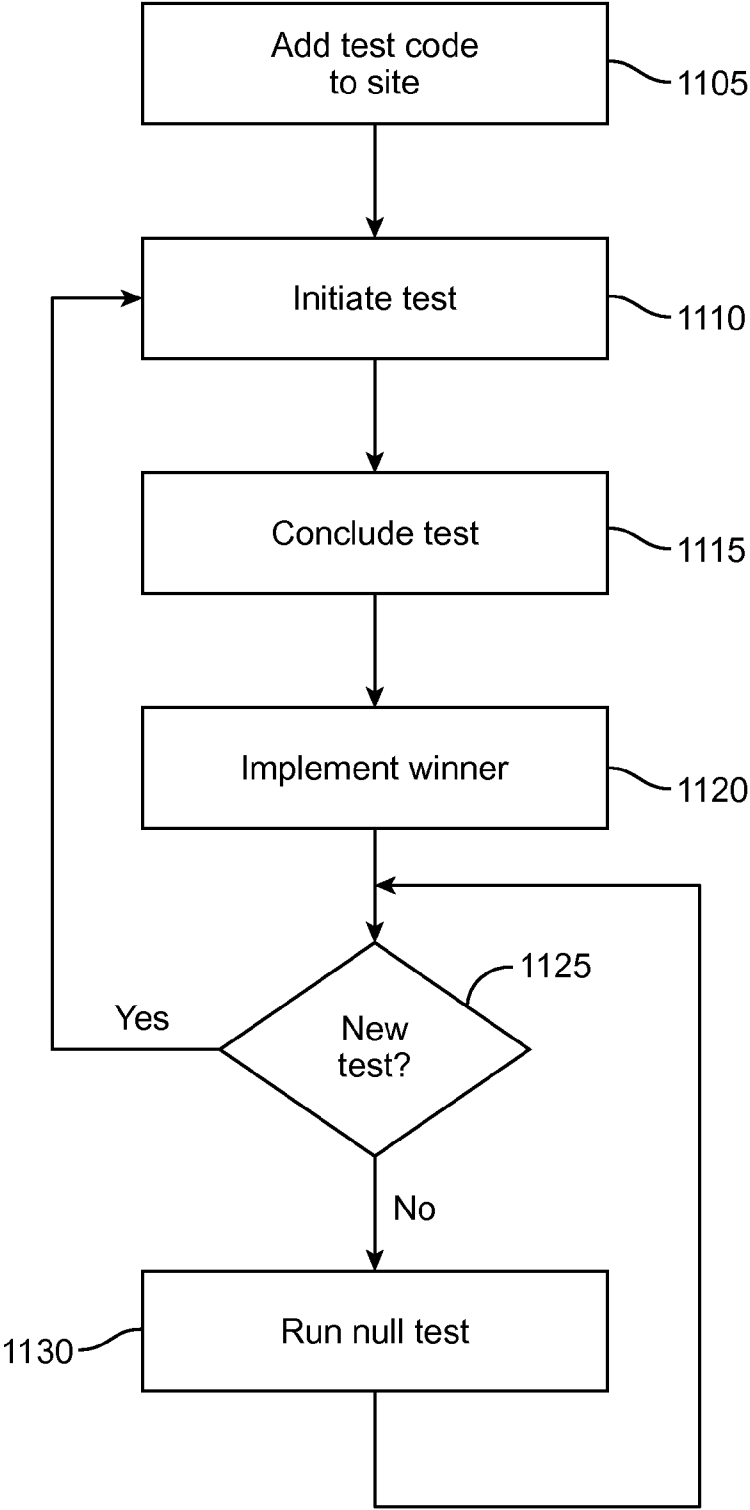 Add test code
to site
1105
Initiate test
1110
Conclude test
1115
Implement winner
1120
1125
Yes
New
test?
No
Run null test
1130